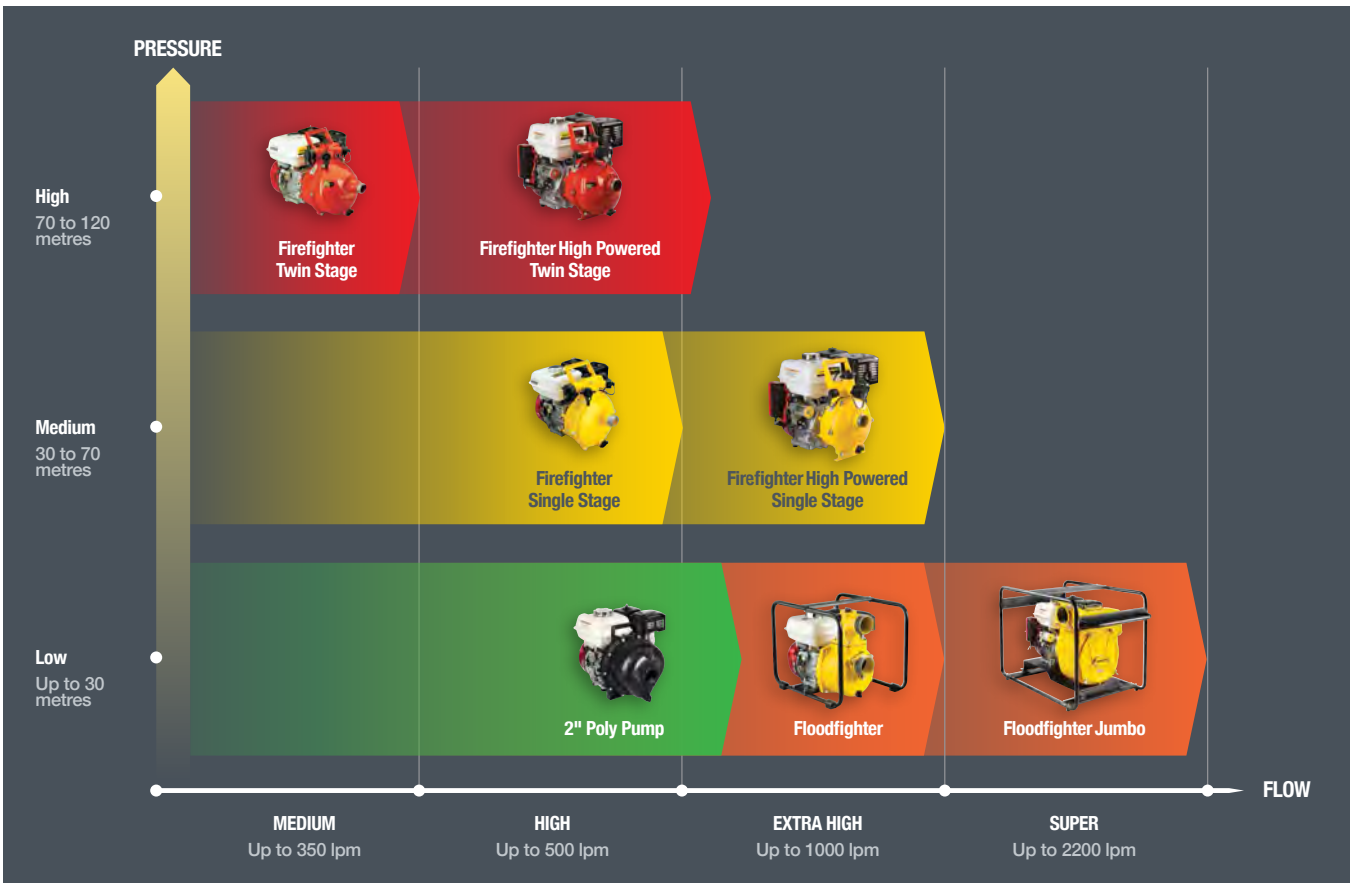 PRESSURE
High
70 to 120
metres
Firefighter
Twin Stage
Firefighter High Powered
Twin Stage
Medium
30 to 70
metres
Firefighter
Single Stage
Firefighter High Powered
Single Stage
Low
Up to 30
metres
2" Poly Pump
Floodfighter
Floodfighter Jumbo
FLOW
MEDIUM
Up to 350 lpm
HIGH
Up to 500 lpm
EXTRA HIGH
Up to 1000 lpm
SUPER
Up to 2200 lpm